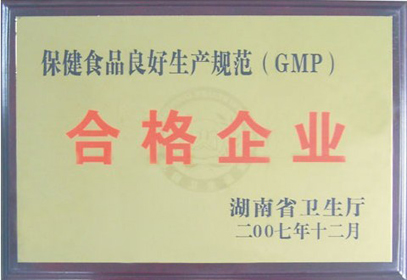 保健食品良好生产规范（GMP）
合格企业
湖南省卫生厅
二00七年十二月